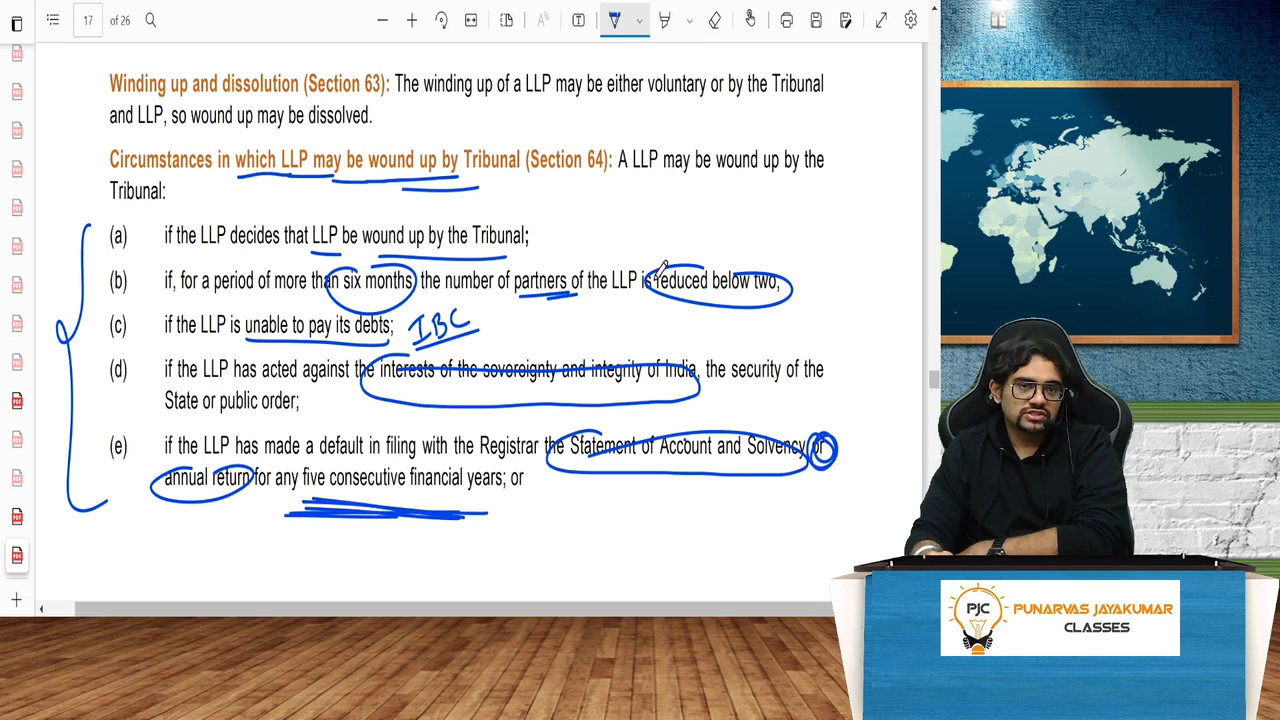 17 of 26
Winding up and dissolution (Section 63): The winding up of a LLP may be either voluntary or by the Tribunal
and LLP, so wound up may be dissolved.
Circumstances in which LLP may be wound up by Tribunal (Section 64): A LLP may be wound up by the
Tribunal:
(a) if the LLP decides that LLP be wound up by the Tribunal;
(b) if, for a period of more than six months, the number of partners of the LLP is reduced below two;
(c) if the LLP is unable to pay its debts; IBC
(d) if the LLP has acted against the interests of the sovereignty and integrity of India, the security of the
State or public order;
(e) if the LLP has made a default in filing with the Registrar the Statement of Account and Solvency or
annual return for any five consecutive financial years; or
PJC PUNARVAS JAYAKUMAR
CLASSES